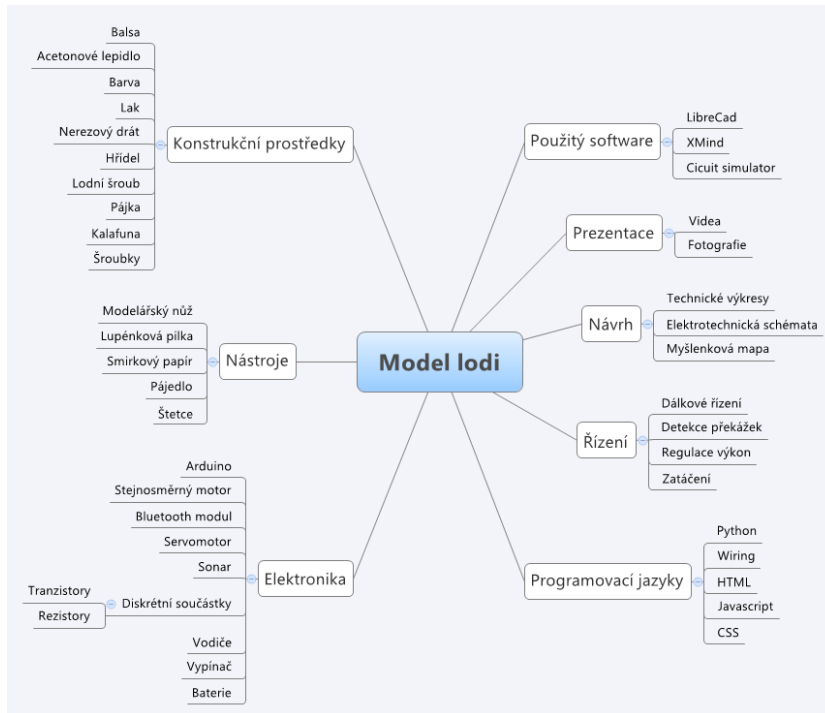 Model lodi
Konstrukční prostředky
Balsa
Acetonové lepidlo
Barva
Lak
Nerezový drát
Hřídel
Lodní šroub
Pájka
Kalafuna
Šroubky
Nástroje
Modelářský nůž
Lupénková pilka
Smirkový papír
Pájedlo
Štetce
Elektronika
Arduino
Stejnosměrný motor
Bluetooth modul
Servomotor
Sonar
Diskrétní součástky
Tranzistory
Rezistory
Vodiče
Vypínač
Baterie
Použitý software
LibreCad
XMind
Cicuit simulator
Prezentace
Videa
Fotografie
Návrh
Technické výkresy
Elektrotechnická schémata
Myšlenková mapa
Řízení
Dálkové řízení
Detekce překážek
Regulace výkon
Zatáčení
Programovací jazyky
Python
Wiring
HTML
Javascript
CSS